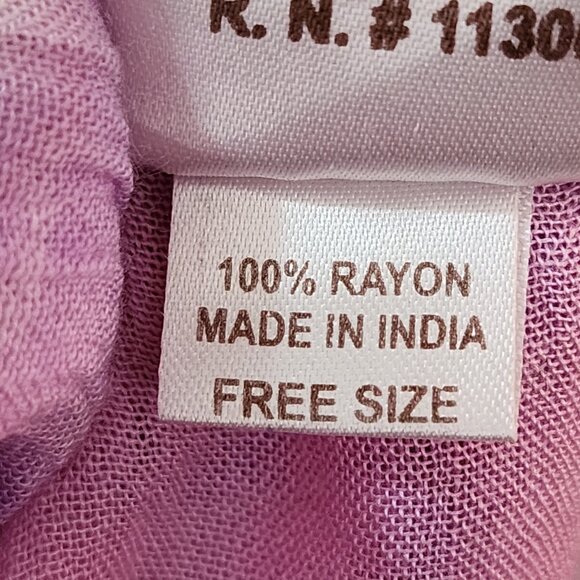 R. N. # 1130
100% RAYON
MADE IN INDIA
FREE SIZE